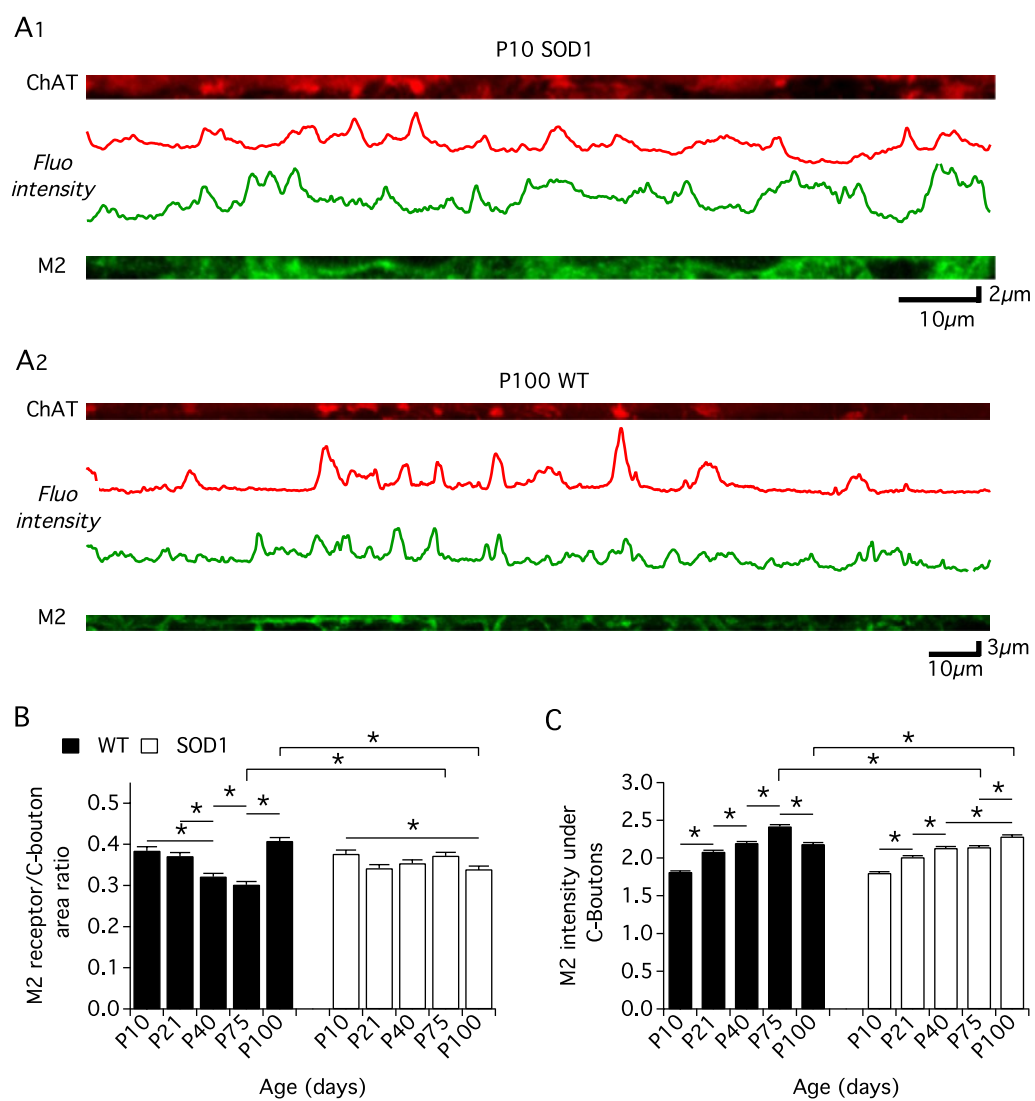 A1
P10 SOD1
ChAT
Fluo
intensity
M2
2µm
10µm
A2
P100 WT
ChAT
Fluo
intensity
M2
3µm
10µm
B
WT SOD1
* *
* * * * *
M2 receptor/C-bouton
area ratio
0.5
0.4
0.3
0.2
0.1
0.0
P10 P21 P40 P75 P100 P10 P21 P40 P75 P100
Age (days)
C
* *
* * * * * * * *
M2 intensity under
C-Boutons
3.0
2.5
2.0
1.5
1.0
0.5
0.0
P10 P21 P40 P75 P100 P10 P21 P40 P75 P100
Age (days)